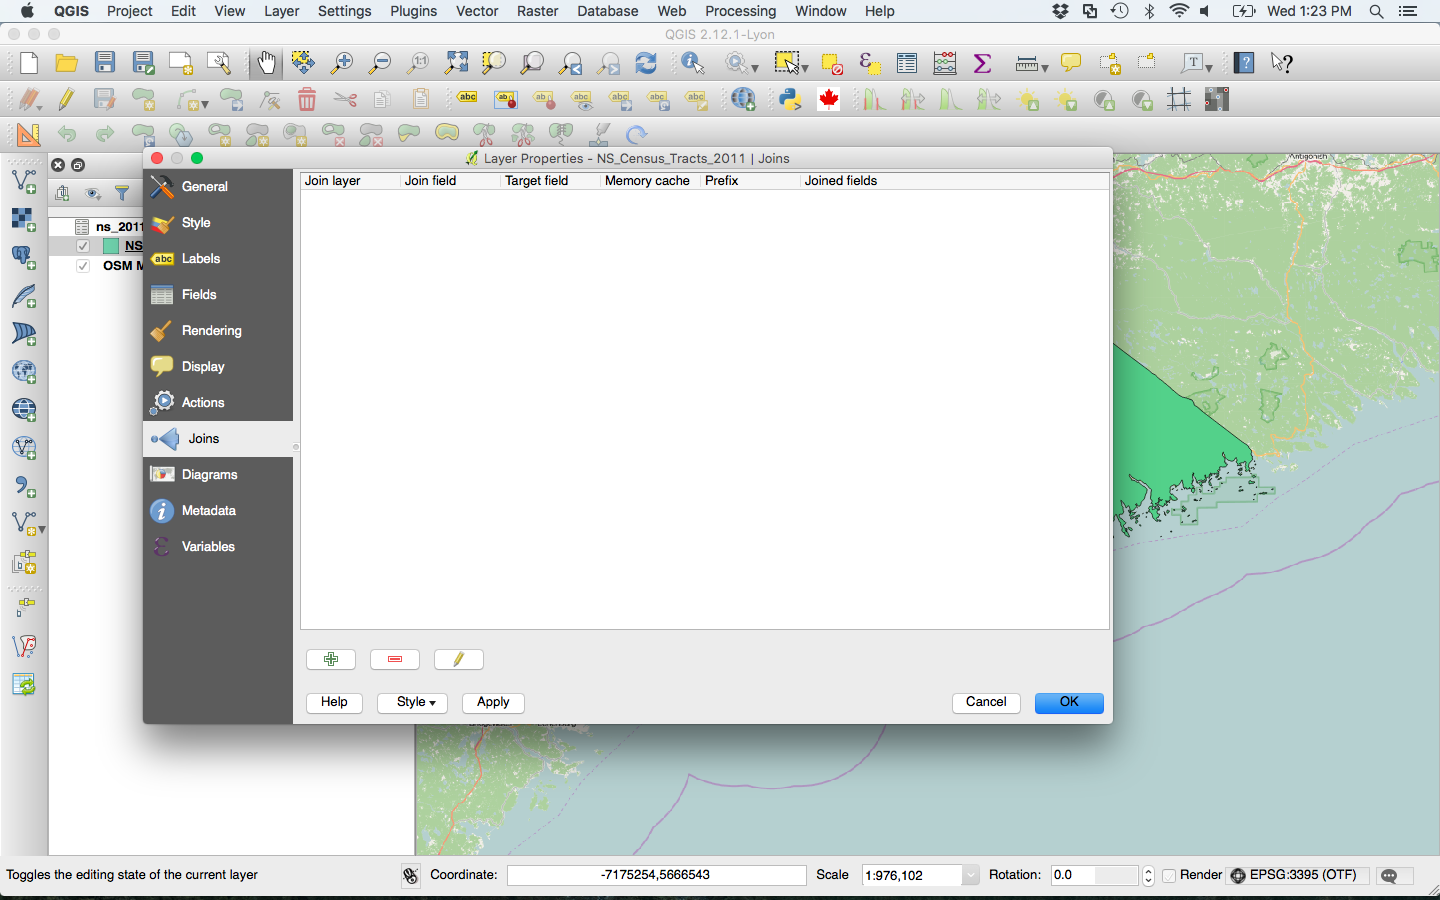 QGIS Project Edit View Layer Settings Plugins Vector Raster Database Web Processing Window Help Wed 1:23 PM
QGIS 2.12.1-Lyon
Layer Properties - NS_Census_Tracts_2011 | Joins
Antigonish
ns_2011
NS
OSM M
General
Style
Labels
Fields
Rendering
Display
Actions
Joins
Diagrams
Metadata
Variables
Join layer Join field Target field Memory cache Prefix Joined fields
Help Style Apply Cancel OK
Toggles the editing state of the current layer Coordinate: -7175254,5666543 Scale 1:976,102 Rotation: 0.0 Render EPSG:3395 (OTF)